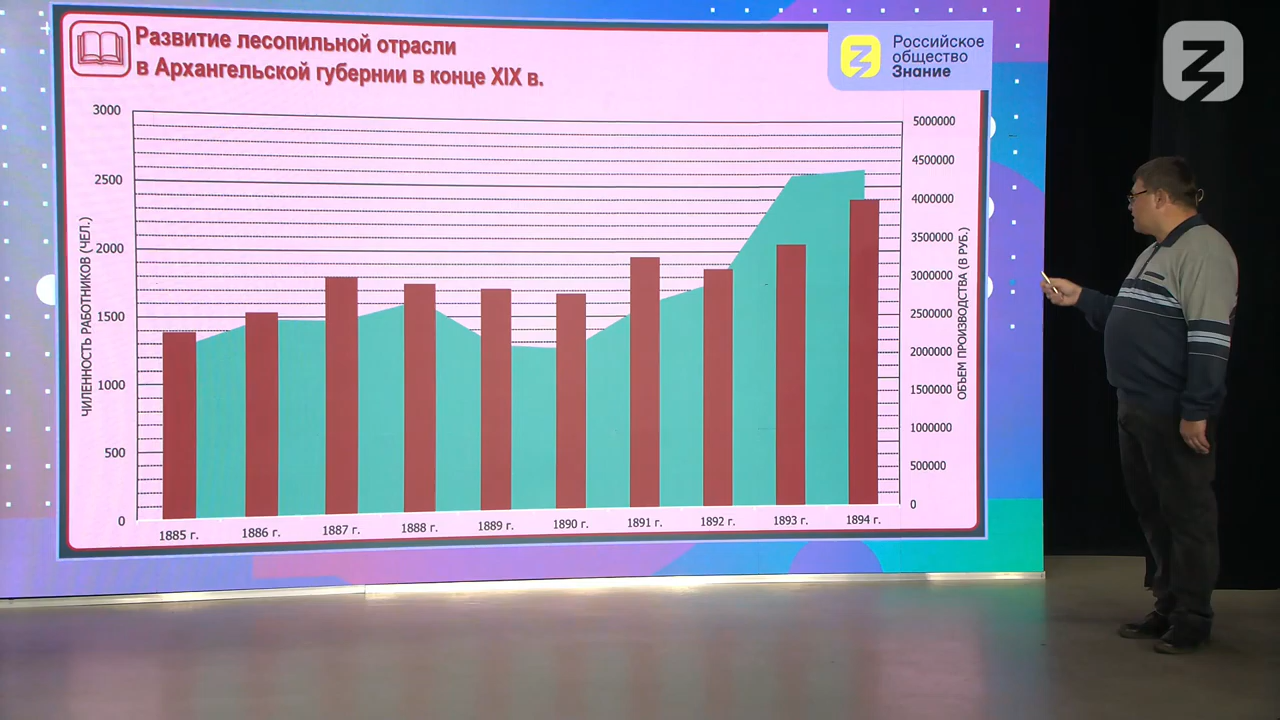 Развитие лесопильной отрасли
в Архангельской губернии в конце XIX в.
Российское
общество
Знание
ЧИЛЕННОСТЬ РАБОТНИКОВ (ЧЕЛ.)
3000
2500
2000
1500
1000
500
0
5000000
4500000
4000000
3500000
3000000
2500000
2000000
1500000
1000000
500000
0
ОБЪЕМ ПРОИЗВОДСТВА (В РУБ.)
1885 г. 1886 г. 1887 г. 1888 г. 1889 г. 1890 г. 1891 г. 1892 г. 1893 г. 1894 г.